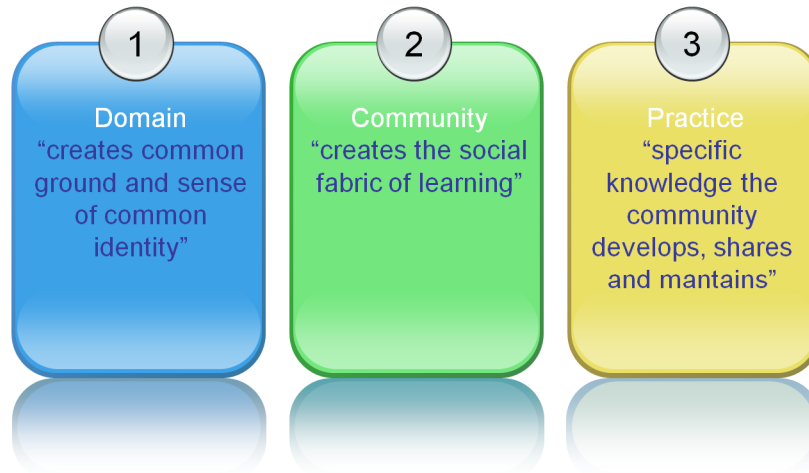 1
Domain
“creates common
ground and sense
of common
identity”
2
Community
“creates the social
fabric of learning”
3
Practice
“specific
knowledge the
community
develops, shares
and mantains”